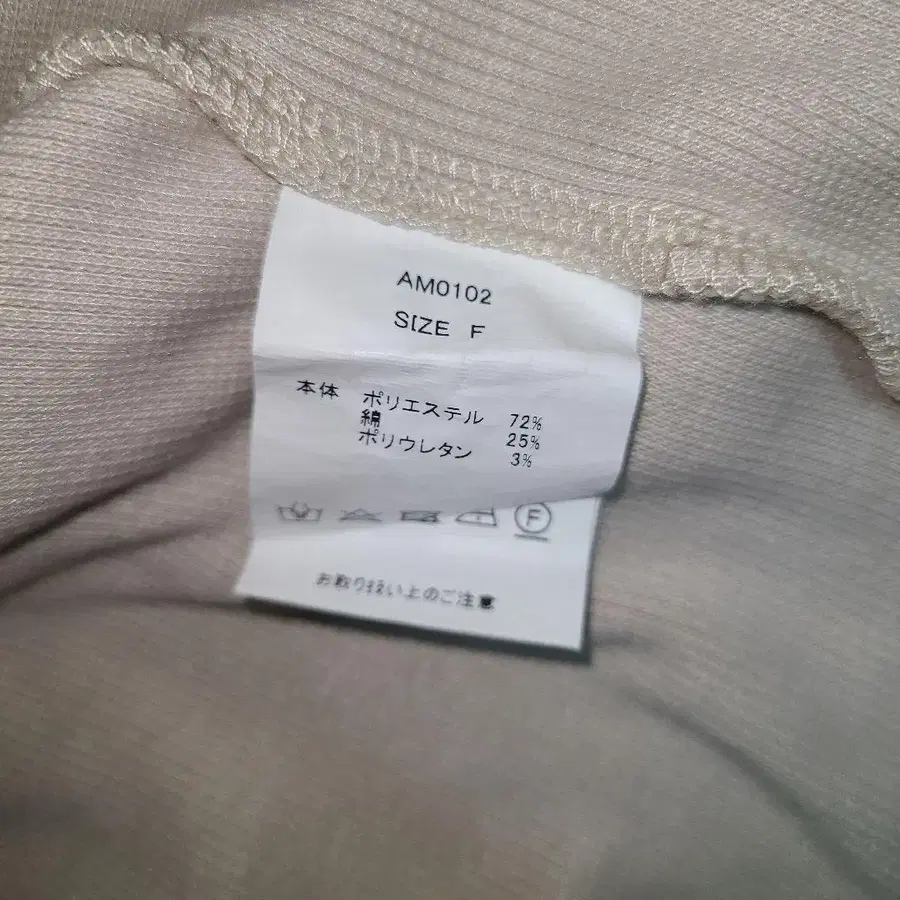 AM0102
SIZE F
本体 ポリエステル 72%
綿 25%
ポリウレタン 3%
F
お取り扱い上のご注意